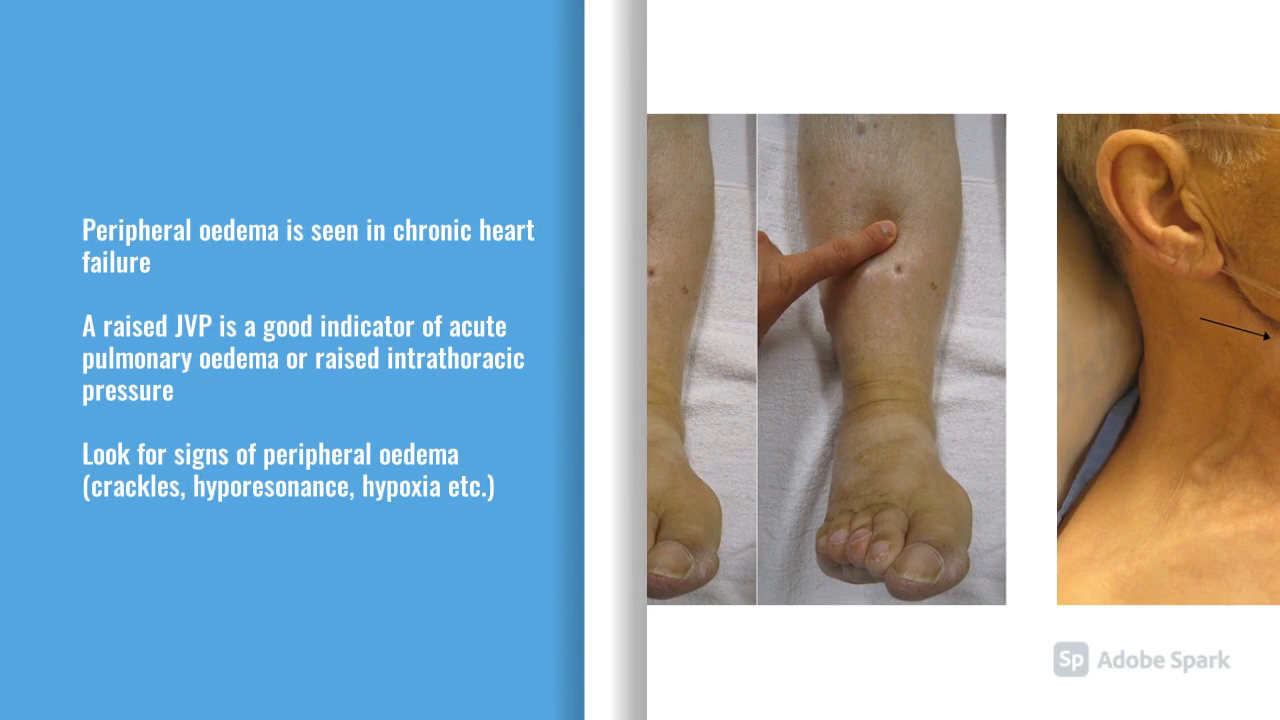 Peripheral oedema is seen in chronic heart
failure
A raised JVP is a good indicator of acute
pulmonary oedema or raised intrathoracic
pressure
Look for signs of peripheral oedema
(crackles, hyporesonance, hypoxia etc.)
Sp Adobe Spark